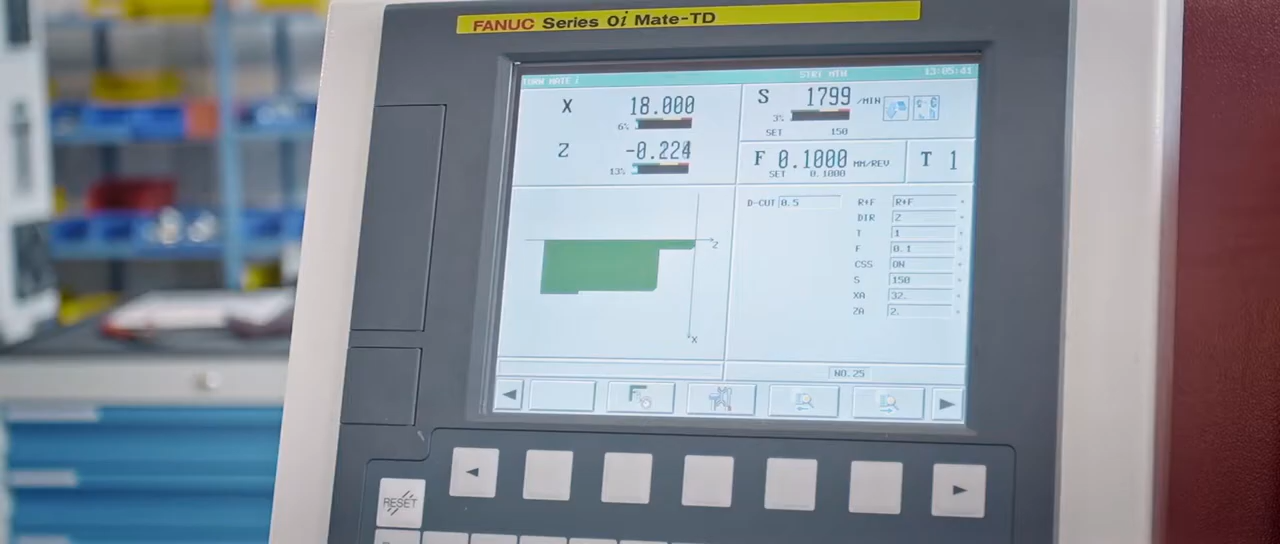 FANUC Series 0i Mate-TD
TURN MATE i STRT MTN 13:05:41
X 18.000
6%
Z -0.224
13%
S 1799 /MIN
3%
SET 150
F 0.1000 MM/REV
SET 0.1000
T 1
D-CUT 0.5
R+F R+F
DIR 2
T 1
F 0.1
CSS ON
S 150
XA 32.
ZA 2.
Z
X
NO.25
RESET